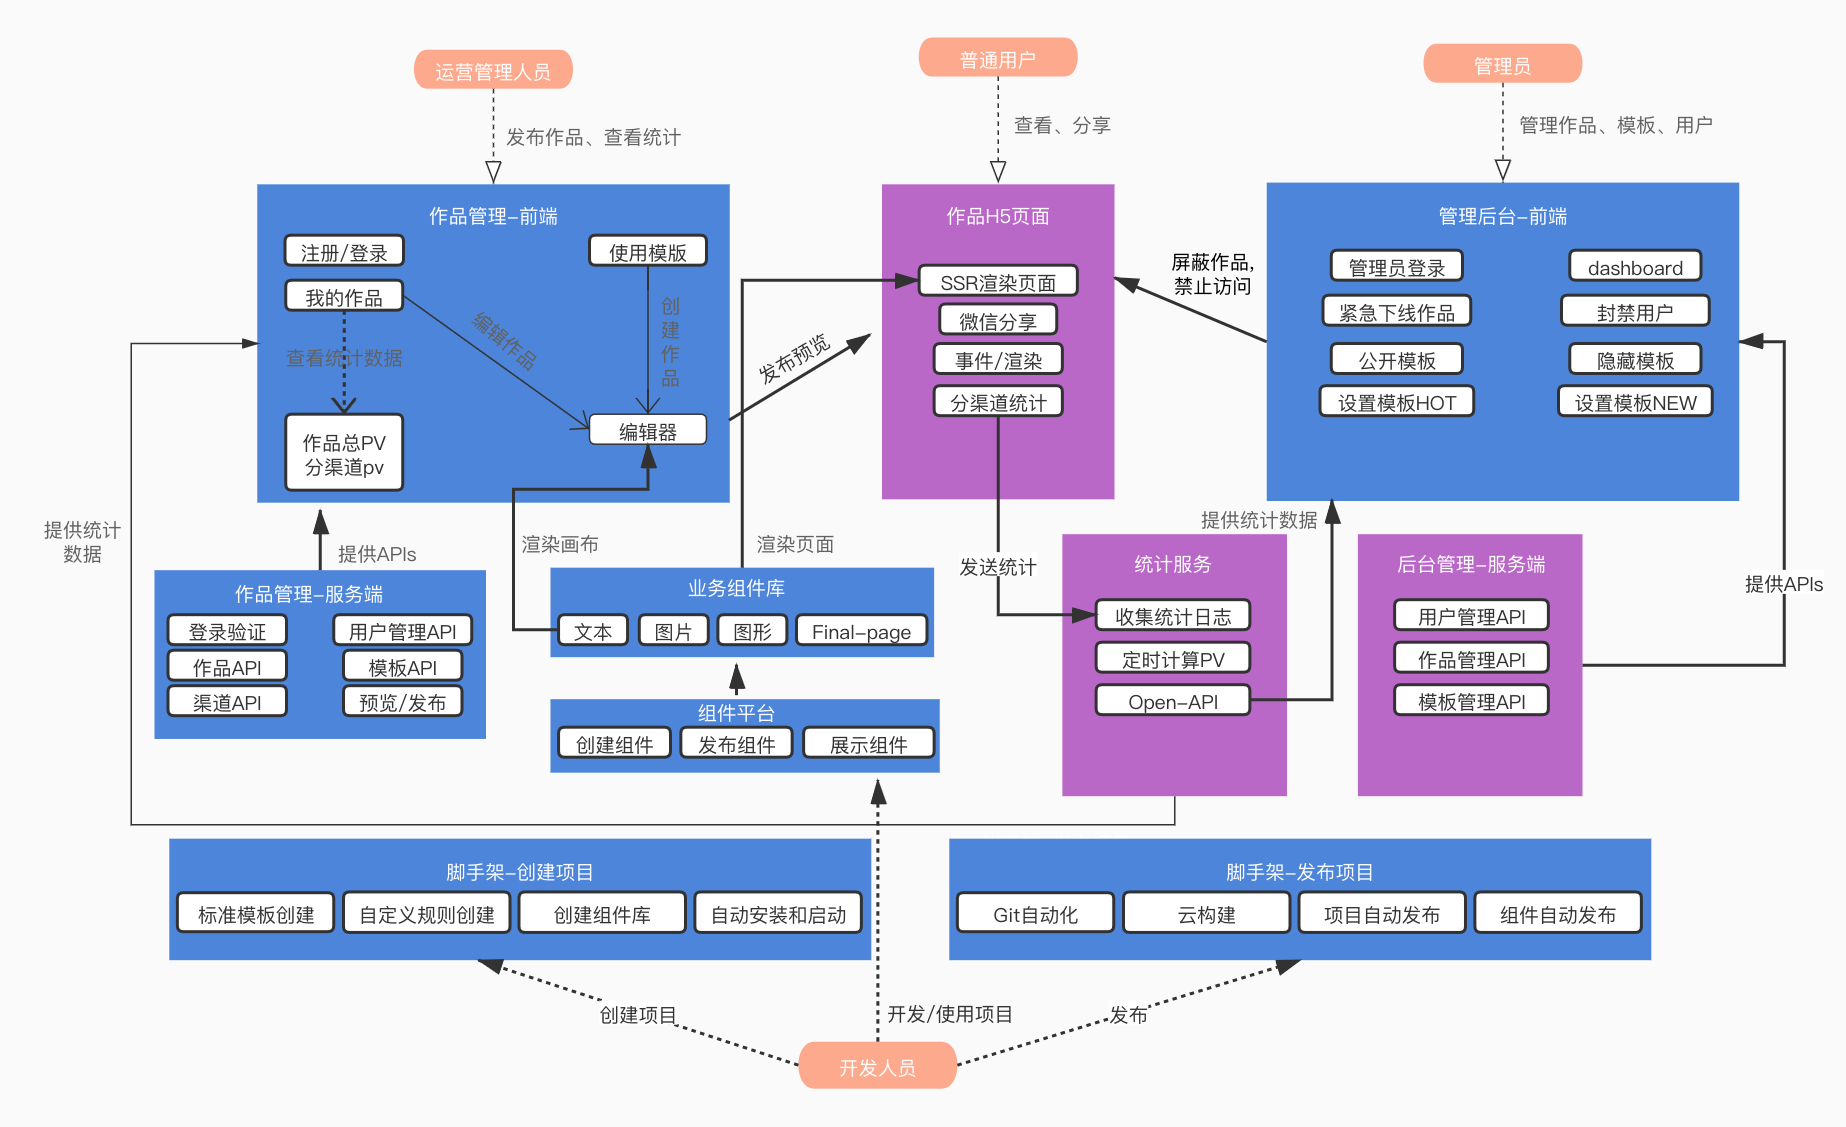 运营管理人员
普通用户
管理员
发布作品、查看统计
查看、分享
管理作品、模板、用户
作品管理-前端
注册/登录
使用模版
我的作品
编辑作品
创
建
作
品
查看统计数据
作品总PV
分渠道pv
编辑器
发布预览
作品H5页面
SSR渲染页面
微信分享
事件/渲染
分渠道统计
屏蔽作品,
禁止访问
管理后台-前端
管理员登录
dashboard
紧急下线作品
封禁用户
公开模板
隐藏模板
设置模板HOT
设置模板NEW
提供统计
数据
提供APIs
渲染画布
渲染页面
发送统计
提供统计数据
提供APIs
作品管理-服务端
登录验证
用户管理API
作品API
模板API
渠道API
预览/发布
业务组件库
文本
图片
图形
Final-page
组件平台
创建组件
发布组件
展示组件
统计服务
收集统计日志
定时计算PV
Open-API
后台管理-服务端
用户管理API
作品管理API
模板管理API
脚手架-创建项目
标准模板创建
自定义规则创建
创建组件库
自动安装和启动
脚手架-发布项目
Git自动化
云构建
项目自动发布
组件自动发布
创建项目
开发/使用项目
发布
开发人员